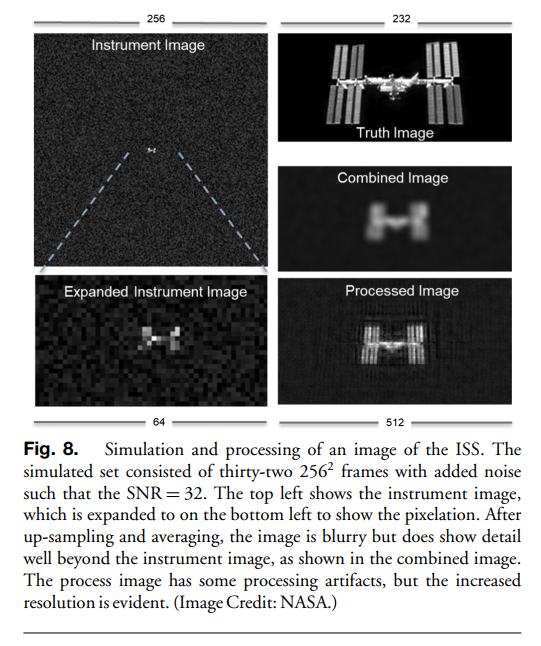 256
232
Instrument Image
Truth Image
Combined Image
Expanded Instrument Image
Processed Image
64
512
Fig. 8. Simulation and processing of an image of the ISS. The
simulated set consisted of thirty-two 256² frames with added noise
such that the SNR = 32. The top left shows the instrument image,
which is expanded to on the bottom left to show the pixelation. After
up-sampling and averaging, the image is blurry but does show detail
well beyond the instrument image, as shown in the combined image.
The process image has some processing artifacts, but the increased
resolution is evident. (Image Credit: NASA.)